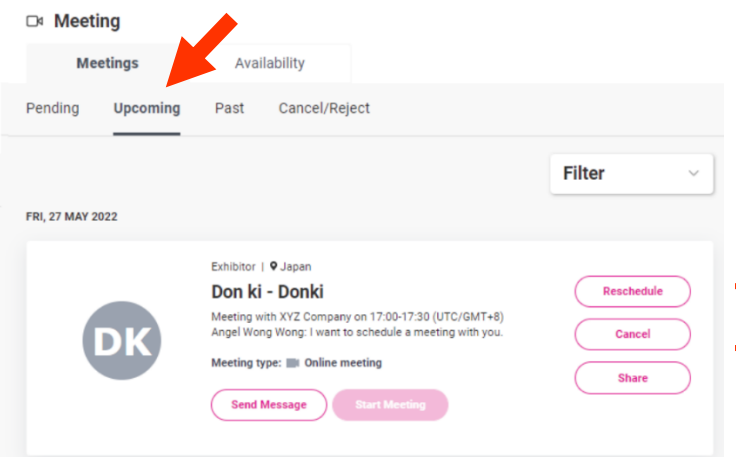 Meeting
Meetings
Availability
Pending
Upcoming
Past
Cancel/Reject
Filter
FRI, 27 MAY 2022
Exhibitor | Japan
Don ki - Donki
Meeting with XYZ Company on 17:00-17:30 (UTC/GMT+8)
Angel Wong Wong: I want to schedule a meeting with you.
DK
Meeting type: Online meeting
Send Message
Start Meeting
Reschedule
Cancel
Share